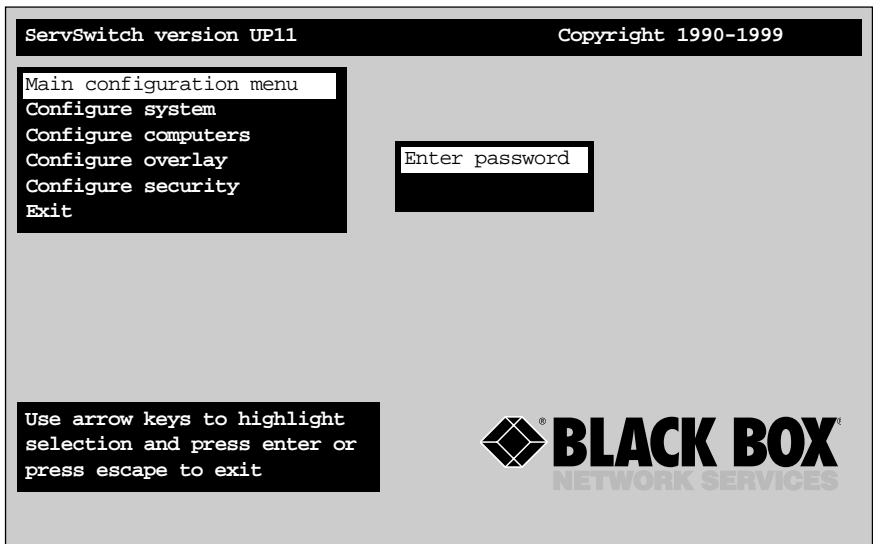 ServSwitch version UP11 Copyright 1990-1999
Main configuration menu
Configure system
Configure computers
Configure overlay
Configure security
Exit
Enter password
Use arrow keys to highlight
selection and press enter or
press escape to exit
® BLACK BOX®
NETWORK SERVICES